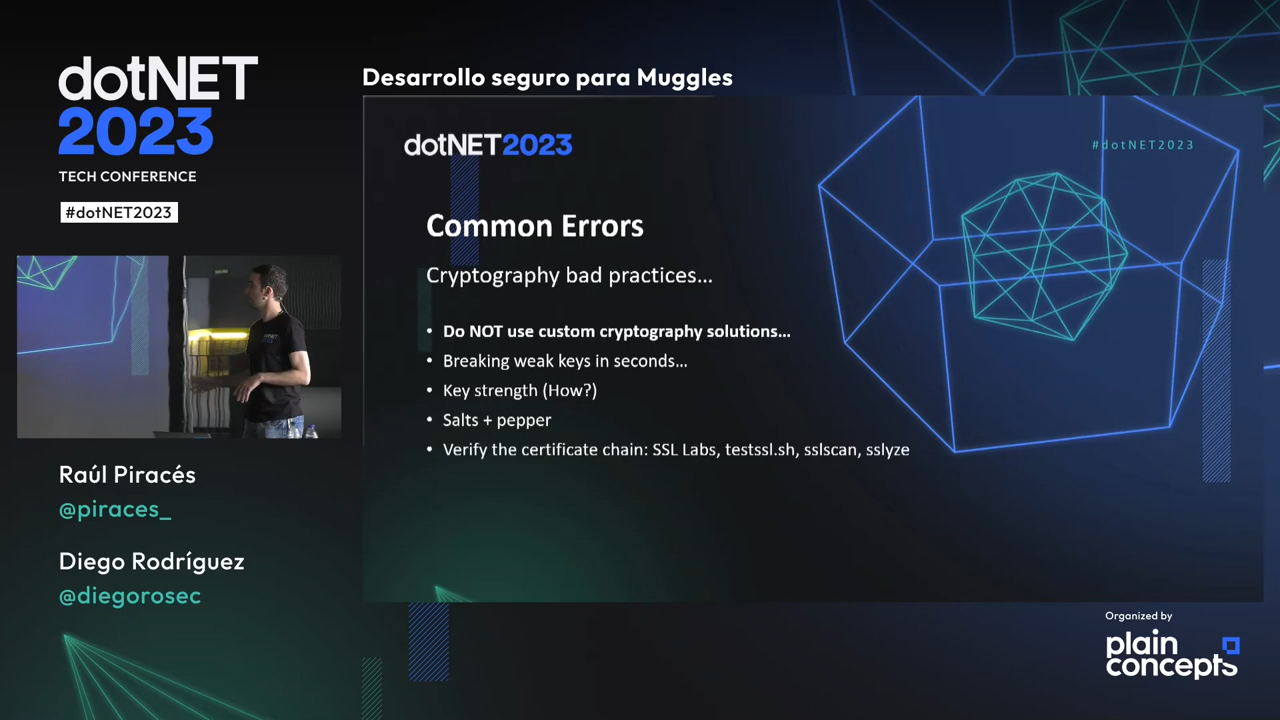 dotNET
2023
TECH CONFERENCE
#dotNET2023
Raúl Piracés
@piraces_
Diego Rodríguez
@diegorosec
Desarrollo seguro para Muggles
dotNET2023
#dotNET2023
Common Errors
Cryptography bad practices...
• Do NOT use custom cryptography solutions...
• Breaking weak keys in seconds...
• Key strength (How?)
• Salts + pepper
• Verify the certificate chain: SSL Labs, testssl.sh, sslscan, sslyze
Organized by
plain
concepts